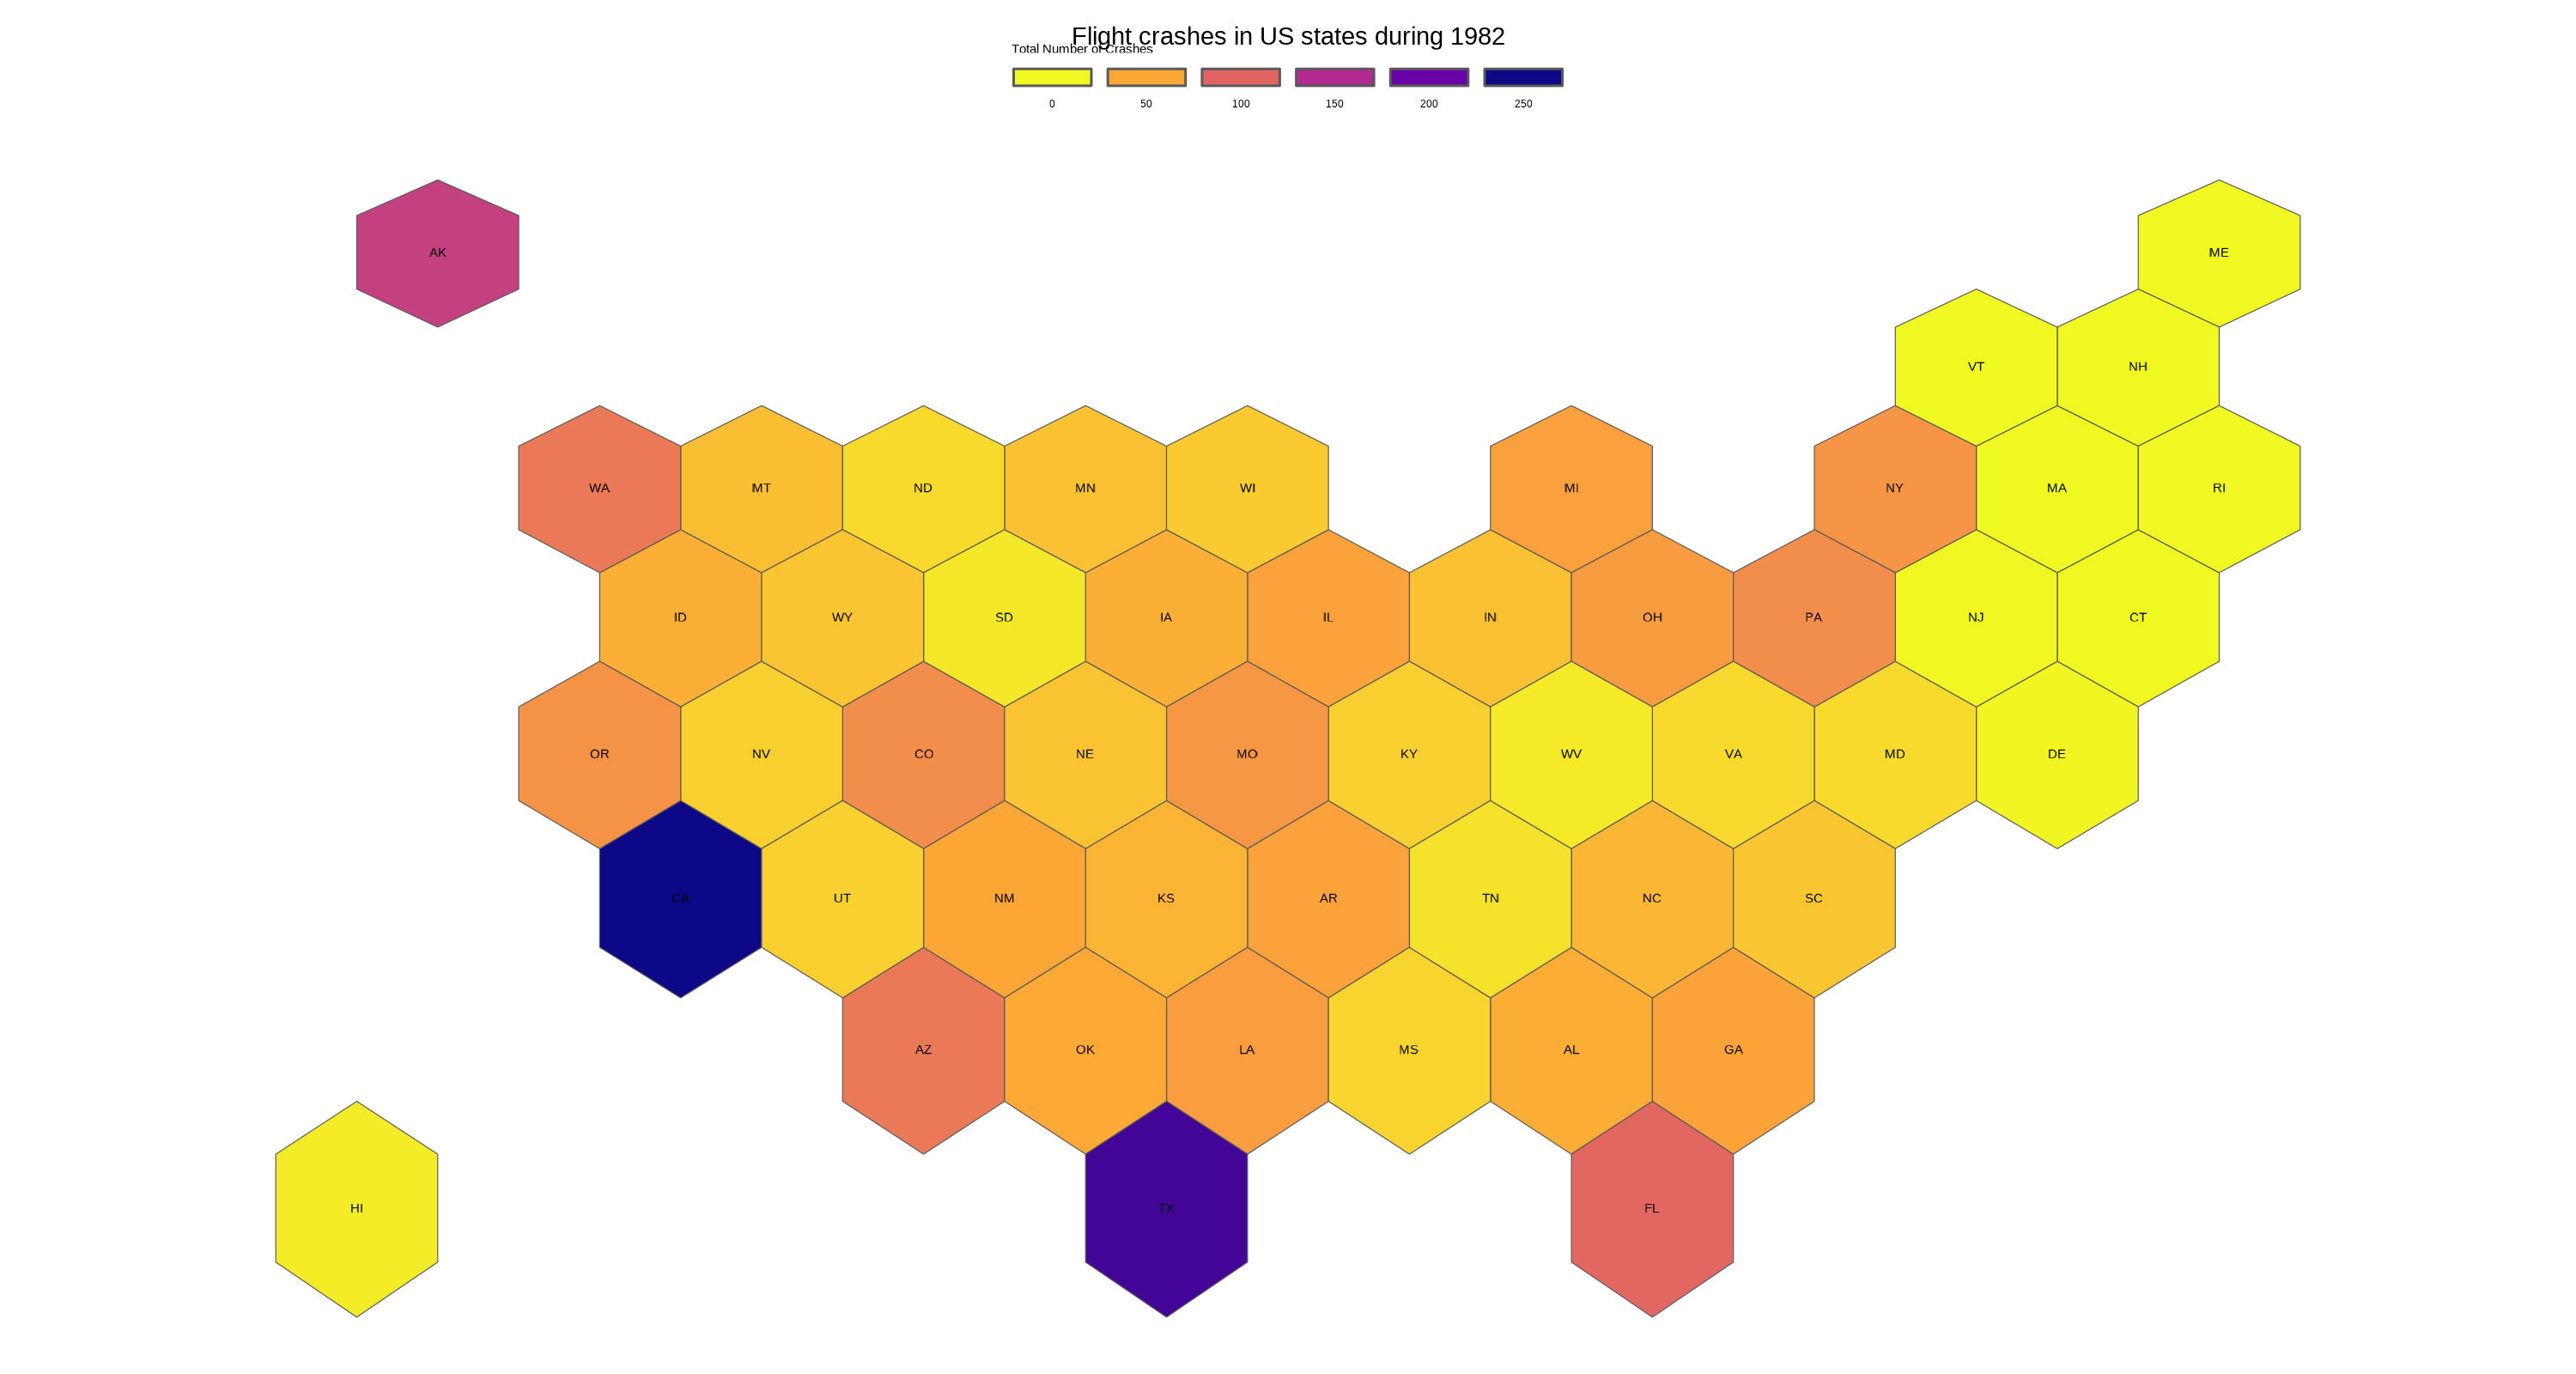 Flight crashes in US states during 1982
Total Number of Crashes
0 50 100 150 200 250
AK ME
VT NH
WA MT ND MN WI MI NY MA RI
ID WY SD IA IL IN OH PA NJ CT
OR NV CO NE MO KY WV VA MD DE
CA UT NM KS AR TN NC SC
AZ OK LA MS AL GA
HI TX FL